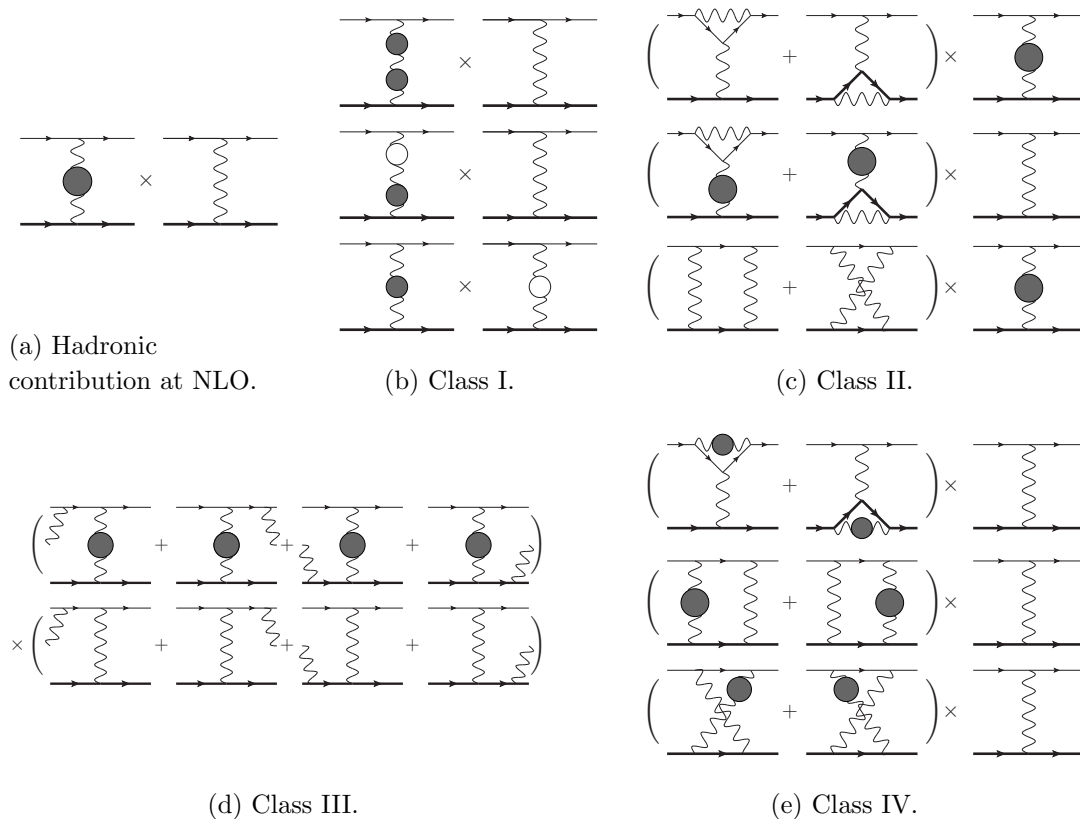 (a) Hadronic
contribution at NLO.
(b) Class I.
(c) Class II.
(d) Class III.
(e) Class IV.